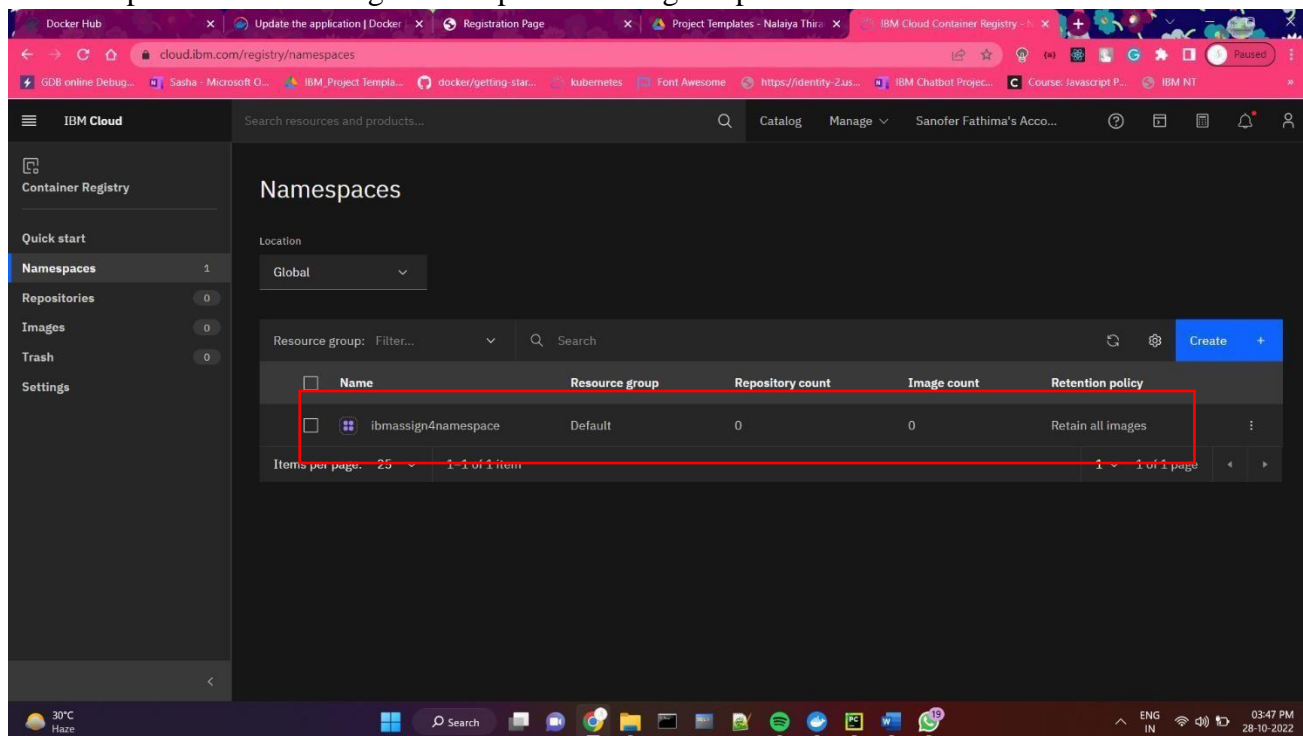 Docker Hub
Update the application | Docker
Registration Page
Project Templates - Nalaiya Thira
IBM Cloud Container Registry - N
cloud.ibm.com/registry/namespaces
Paused
GDB online Debug...
Sasha - Microsoft O...
IBM_Project Templa...
docker/getting-star...
kubernetes
Font Awesome
https://identity-2.us...
IBM Chatbot Projec...
Course: Javascript P...
IBM NT
IBM Cloud
Search resources and products...
Catalog
Manage
Sanofer Fathima's Acco...
Container Registry
Quick start
Namespaces 1
Repositories 0
Images 0
Trash 0
Settings
Namespaces
Location
Global
Resource group: Filter...
Search
Create +
Name Resource group Repository count Image count Retention policy
ibmassign4namespace Default 0 0 Retain all images
Items per page: 25 1–1 of 1 item 1 1 of 1 page
30°C
Haze
Search
19
ENG
IN
03:47 PM
28-10-2022